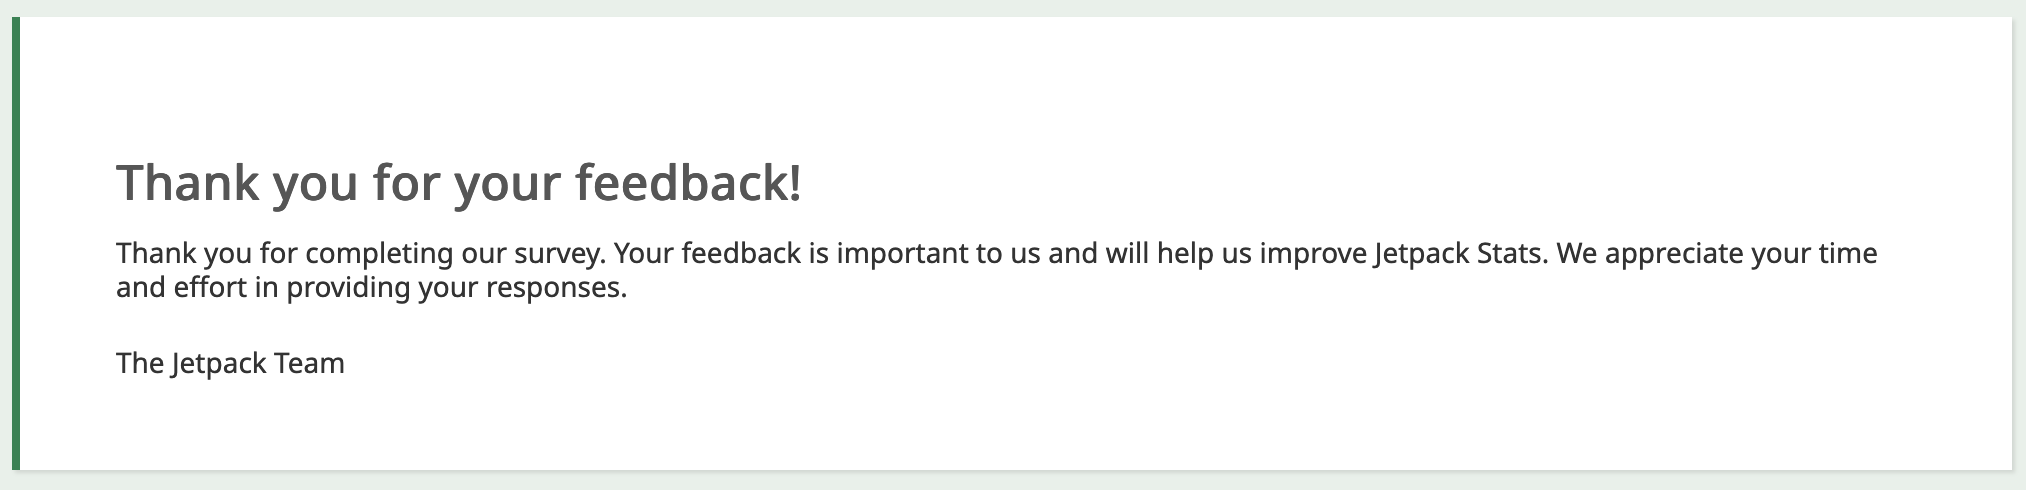 Thank you for your feedback!
Thank you for completing our survey. Your feedback is important to us and will help us improve Jetpack Stats. We appreciate your time
and effort in providing your responses.
The Jetpack Team